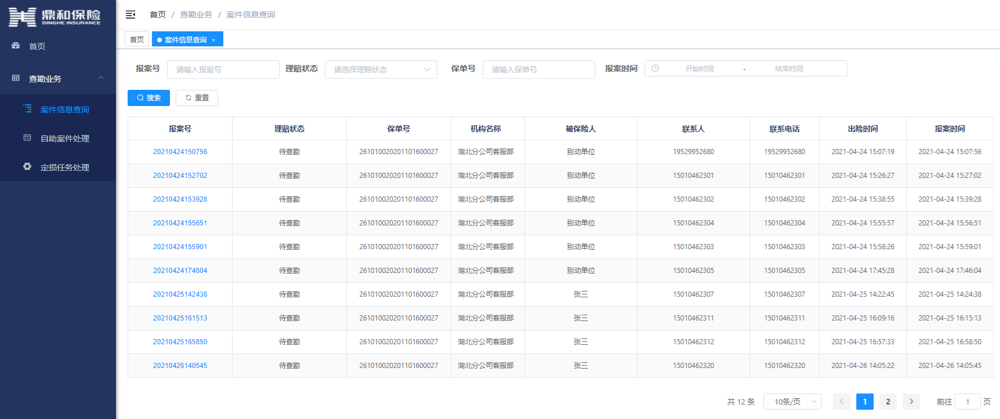 鼎和保险
DINGHE INSURANCE
首页
查勘业务
案件信息查询
自助案件处理
定损任务处理
首页 / 查勘业务 / 案件信息查询
首页 案件信息查询 ×
报案号 请输入报案号 理赔状态 请选择理赔状态 保单号 请输入保单号 报案时间 开始时间 - 结束时间
搜索 重置
报案号 理赔状态 保单号 机构名称 被保险人 联系人 联系电话 出险时间 报案时间
20210424150756 待查勘 261010020201101600027 湖北分公司客服部 别动单位 19529952680 19529952680 2021-04-24 15:07:19 2021-04-24 15:07:56
20210424152702 待查勘 261010020201101600027 湖北分公司客服部 别动单位 15010462301 15010462301 2021-04-24 15:26:27 2021-04-24 15:27:02
20210424153928 待查勘 261010020201101600027 湖北分公司客服部 别动单位 15010462302 15010462302 2021-04-24 15:38:55 2021-04-24 15:39:28
20210424155651 待查勘 261010020201101600027 湖北分公司客服部 别动单位 15010462304 15010462304 2021-04-24 15:55:57 2021-04-24 15:56:51
20210424155901 待查勘 261010020201101600027 湖北分公司客服部 别动单位 15010462303 15010462303 2021-04-24 15:58:26 2021-04-24 15:59:01
20210424174604 待查勘 261010020201101600027 湖北分公司客服部 别动单位 15010462305 15010462305 2021-04-24 17:45:28 2021-04-24 17:46:04
20210425142438 待查勘 261010020201101600027 湖北分公司客服部 张三 15010462307 15010462307 2021-04-25 14:22:45 2021-04-25 14:24:38
20210425161513 待查勘 261010020201101600027 湖北分公司客服部 张三 15010462311 15010462311 2021-04-25 16:09:16 2021-04-25 16:15:13
20210425165850 待查勘 261010020201101600027 湖北分公司客服部 张三 15010462312 15010462312 2021-04-25 16:57:33 2021-04-25 16:58:50
20210426140545 待查勘 261010020201101600027 湖北分公司客服部 张三 15010462320 15010462320 2021-04-26 14:05:22 2021-04-26 14:05:45
共 12 条 10条/页 1 2 前往 1 页